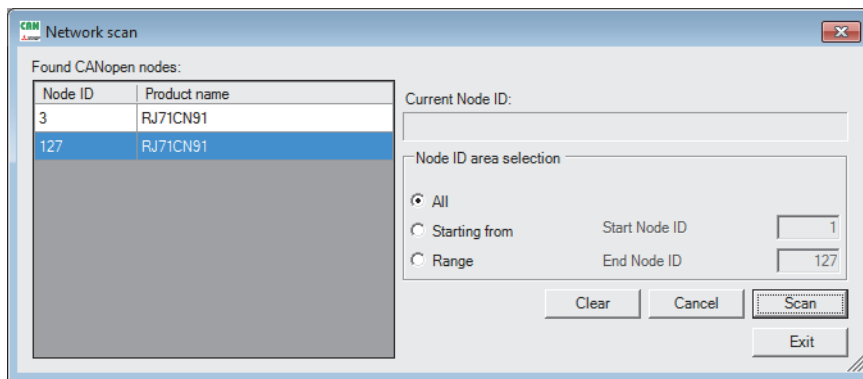 CAN
Network scan
Found CANopen nodes:
Node ID Product name
3 RJ71CN91
127 RJ71CN91
Current Node ID:
Node ID area selection
All
Starting from Start Node ID 1
Range End Node ID 127
Clear Cancel Scan
Exit